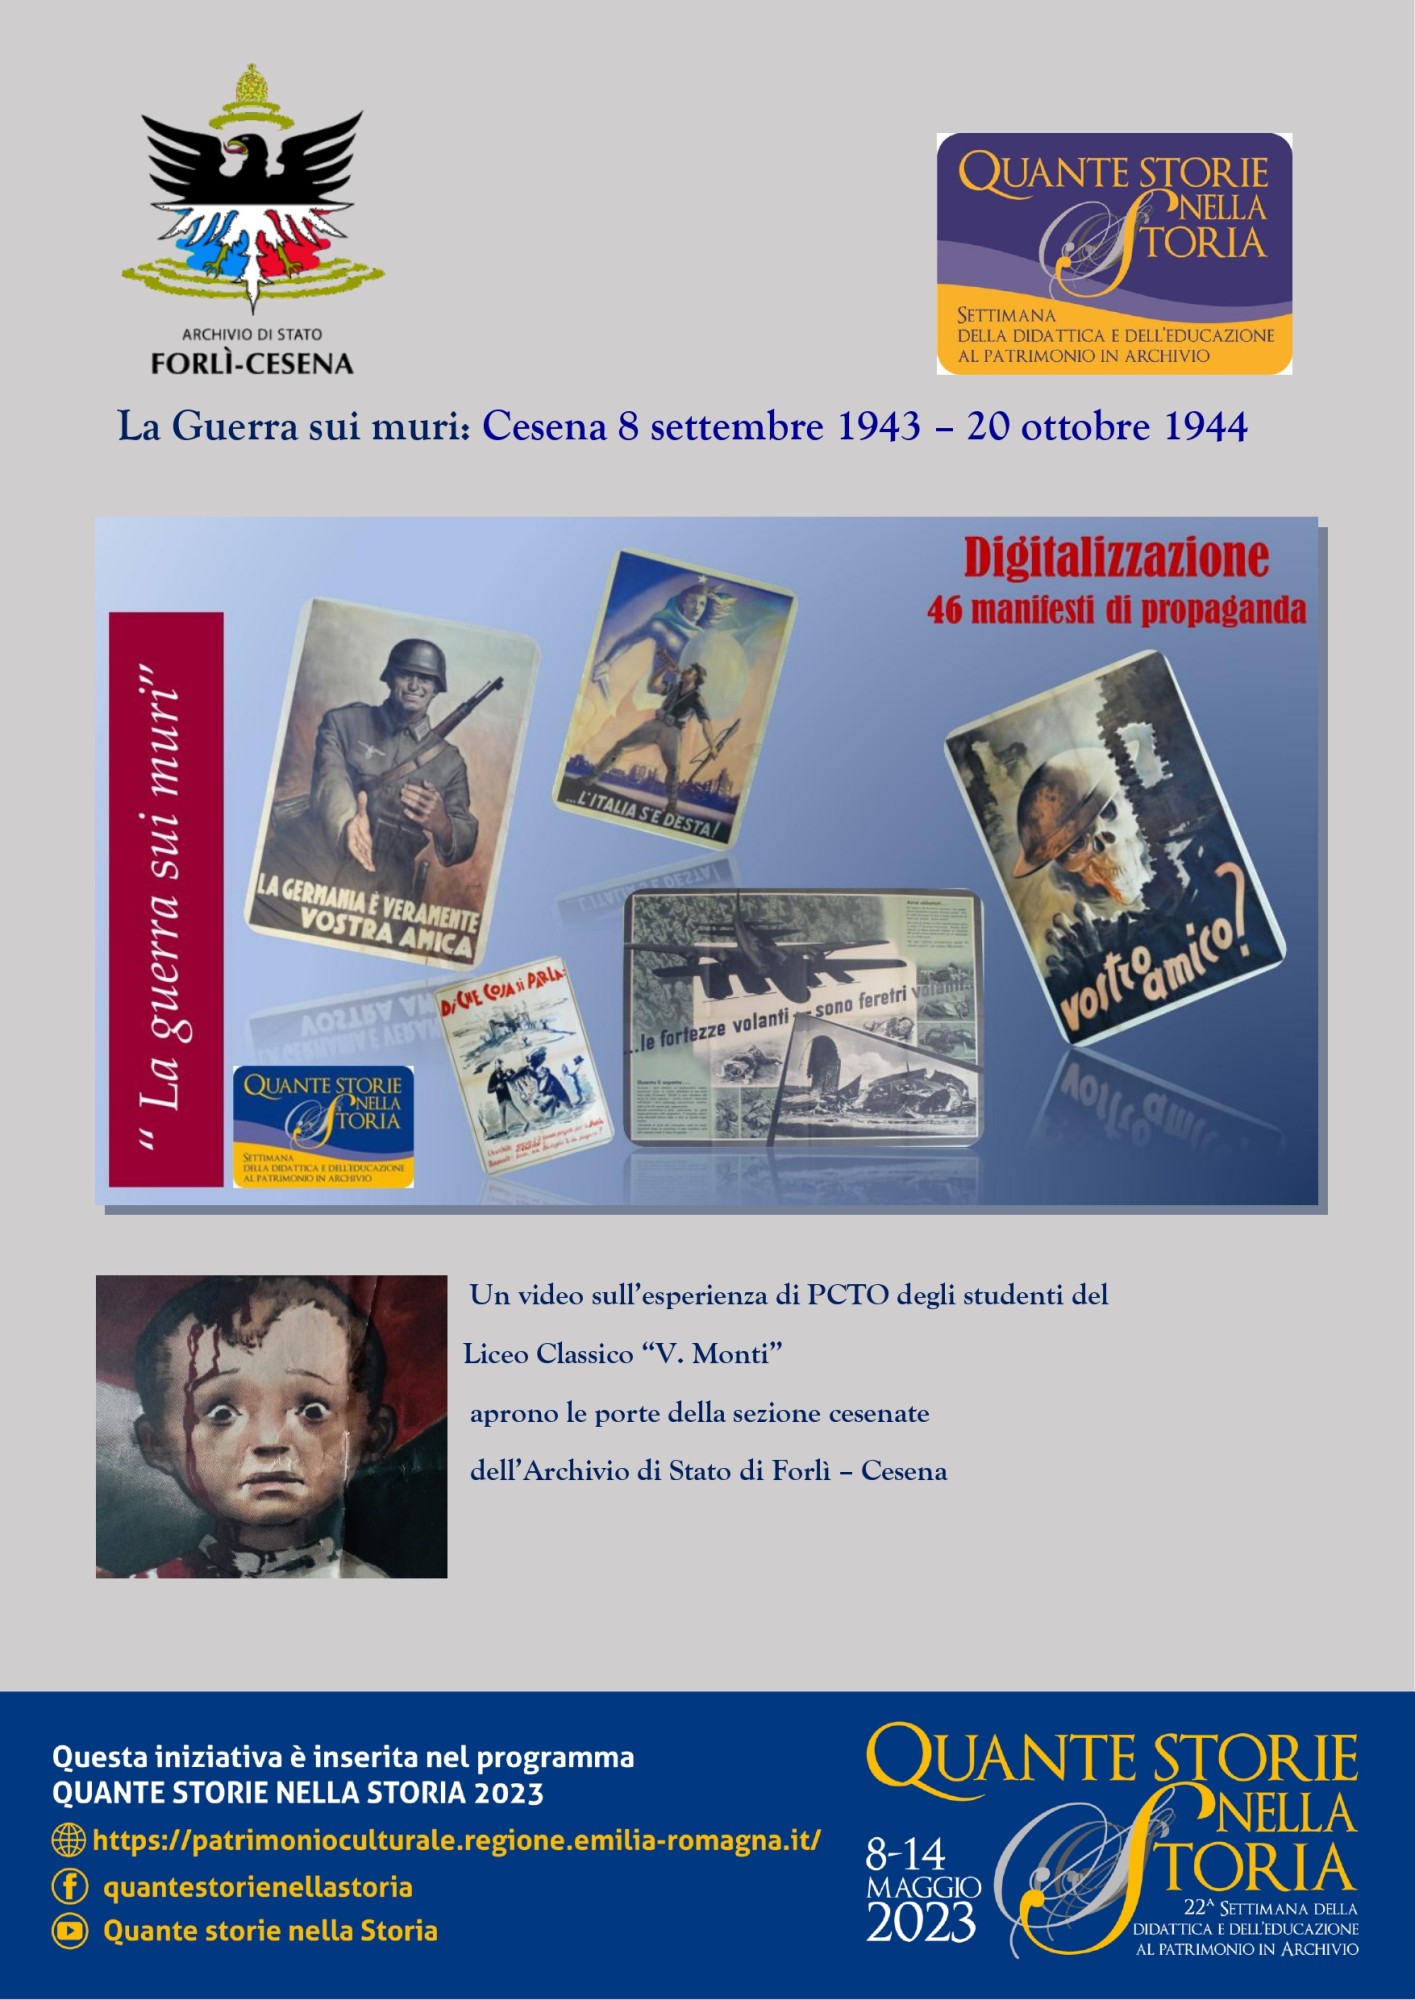 ARCHIVIO DI STATO
FORLÌ-CESENA
QUANTE STORIE
NELLA
STORIA
SETTIMANA
DELLA DIDATTICA E DELL'EDUCAZIONE
AL PATRIMONIO IN ARCHIVIO
La Guerra sui muri: Cesena 8 settembre 1943 – 20 ottobre 1944
Digitalizzazione
46 manifesti di propaganda
“ La guerra sui muri”
LA GERMANIA È VERAMENTE
VOSTRA AMICA
...L'ITALIA S'È DESTA!
vostro amico?
DI CHE COSA SI PARLA:
...le fortezze volanti - sono feretri volanti...
QUANTE STORIE
NELLA
STORIA
SETTIMANA
DELLA DIDATTICA E DELL'EDUCAZIONE
AL PATRIMONIO IN ARCHIVIO
Un video sull’esperienza di PCTO degli studenti del
Liceo Classico “V. Monti”
aprono le porte della sezione cesenate
dell’Archivio di Stato di Forlì – Cesena
Questa iniziativa è inserita nel programma
QUANTE STORIE NELLA STORIA 2023
https://patrimonioculturale.regione.emilia-romagna.it/
quantestorienellastoria
Quante storie nella Storia
8-14
MAGGIO
2023
QUANTE STORIE
NELLA
STORIA
22ª SETTIMANA DELLA
DIDATTICA E DELL'EDUCAZIONE
AL PATRIMONIO IN ARCHIVIO